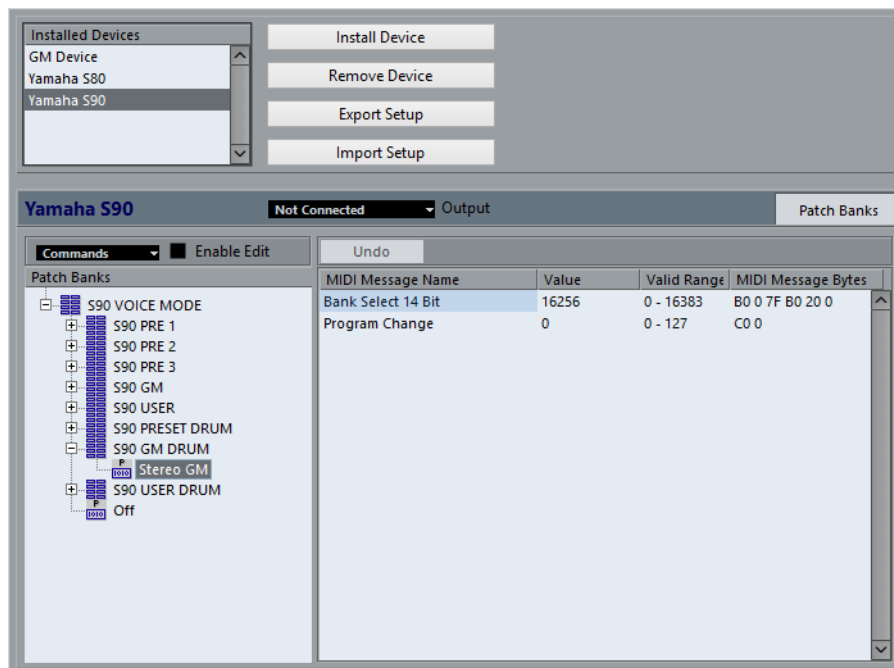 Installed Devices
GM Device
Yamaha S80
Yamaha S90
Install Device
Remove Device
Export Setup
Import Setup
Yamaha S90
Not Connected
Output
Patch Banks
Commands
Enable Edit
Undo
Patch Banks
S90 VOICE MODE
S90 PRE 1
S90 PRE 2
S90 PRE 3
S90 GM
S90 USER
S90 PRESET DRUM
S90 GM DRUM
P 1010 Stereo GM
S90 USER DRUM
P 1010 Off
MIDI Message Name Value Valid Range MIDI Message Bytes
Bank Select 14 Bit 16256 0 - 16383 B0 0 7F B0 20 0
Program Change 0 0 - 127 C0 0